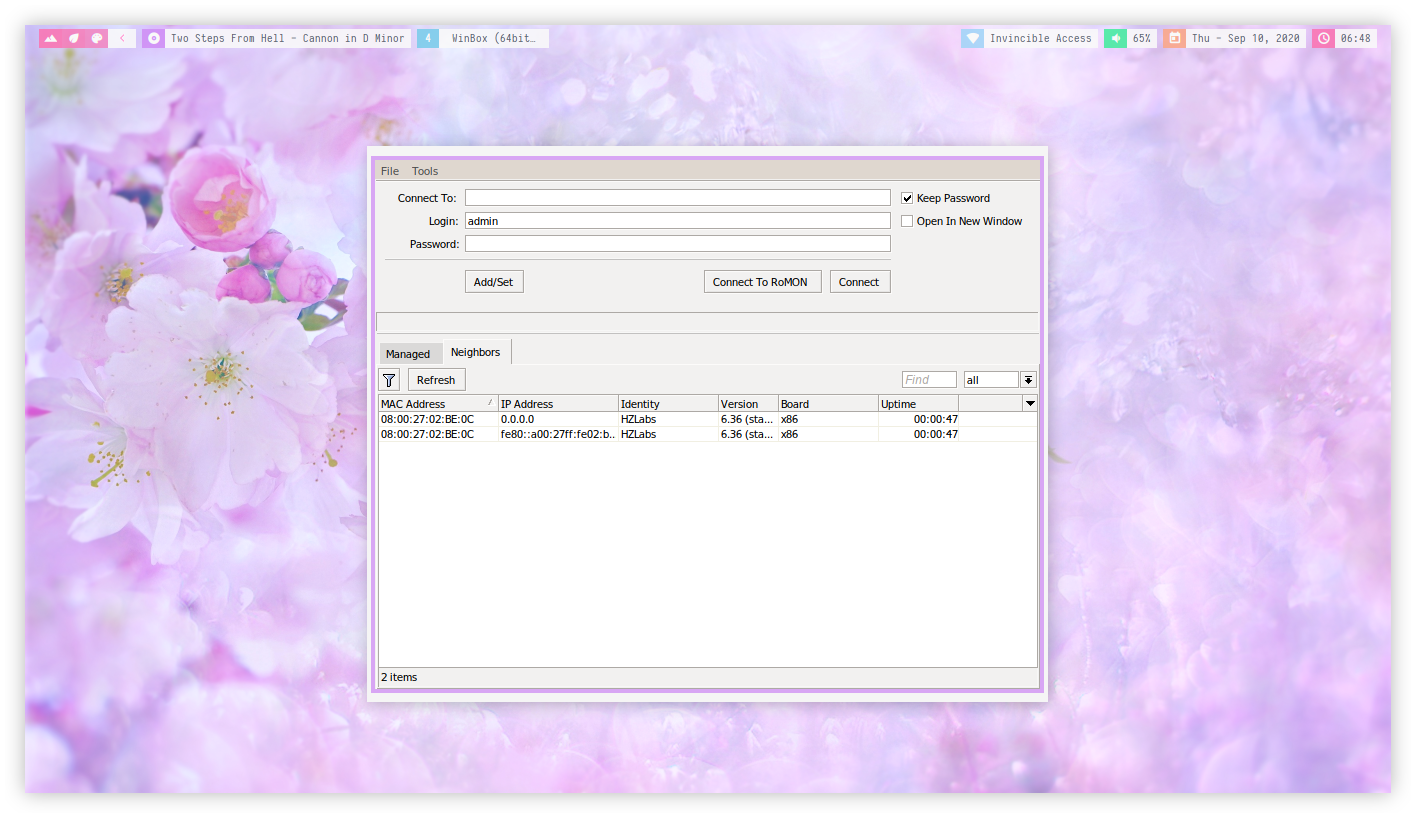 Two Steps From Hell - Cannon in D Minor 4 WinBox (64bit… Invincible Access 65% Thu - Sep 10, 2020 06:48
File Tools
Connect To: Keep Password
Login: admin Open In New Window
Password:
Add/Set Connect To RoMON Connect
Managed Neighbors
Refresh Find all
MAC Address IP Address Identity Version Board Uptime
08:00:27:02:BE:0C 0.0.0.0 HZLabs 6.36 (sta... x86 00:00:47
08:00:27:02:BE:0C fe80::a00:27ff:fe02:b.. HZLabs 6.36 (sta... x86 00:00:47
2 items